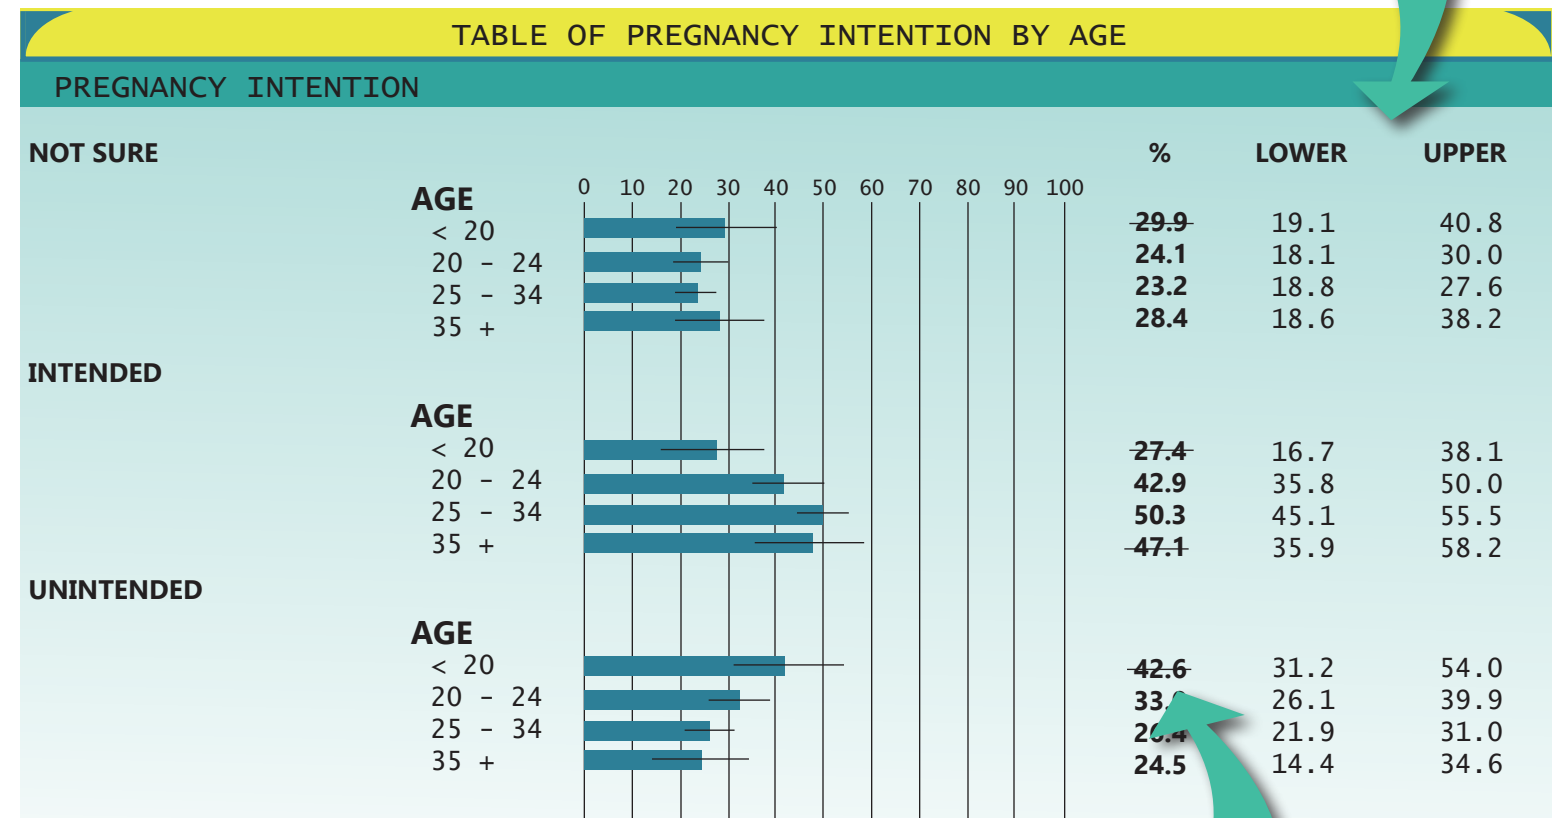 TABLE OF PREGNANCY INTENTION BY AGE
PREGNANCY INTENTION
NOT SURE % LOWER UPPER
AGE 0 10 20 30 40 50 60 70 80 90 100
< 20 29.9 19.1 40.8
20 - 24 24.1 18.1 30.0
25 - 34 23.2 18.8 27.6
35 + 28.4 18.6 38.2
INTENDED
AGE
< 20 27.4 16.7 38.1
20 - 24 42.9 35.8 50.0
25 - 34 50.3 45.1 55.5
35 + 47.1 35.9 58.2
UNINTENDED
AGE
< 20 42.6 31.2 54.0
20 - 24 26.1 39.9
25 - 34 21.9 31.0
35 + 24.5 14.4 34.6